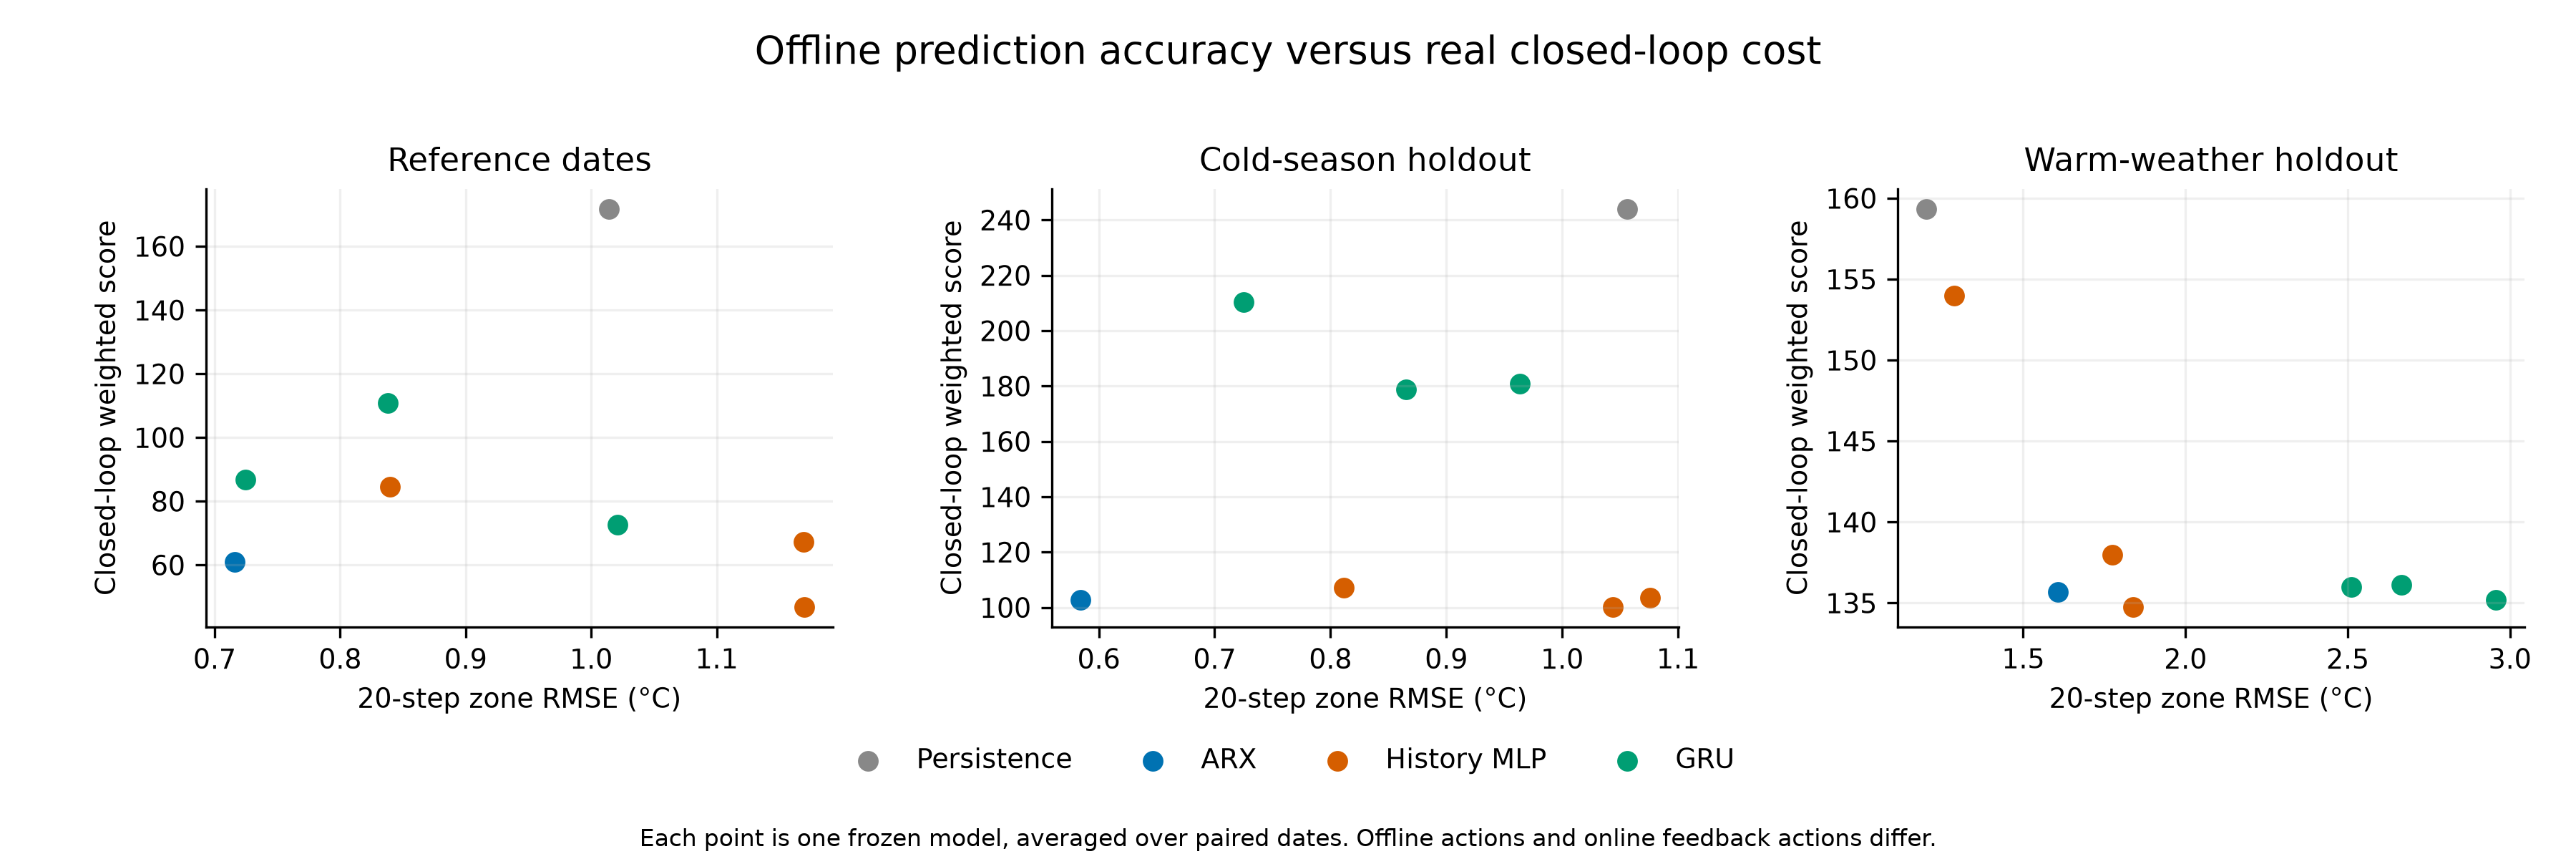 Offline prediction accuracy versus real closed-loop cost
Reference dates
Closed-loop weighted score
160
140
120
100
80
60
0.7 0.8 0.9 1.0 1.1
20-step zone RMSE (°C)
Cold-season holdout
Closed-loop weighted score
240
220
200
180
160
140
120
100
0.6 0.7 0.8 0.9 1.0 1.1
20-step zone RMSE (°C)
Warm-weather holdout
Closed-loop weighted score
160
155
150
145
140
135
1.5 2.0 2.5 3.0
20-step zone RMSE (°C)
Persistence ARX History MLP GRU
Each point is one frozen model, averaged over paired dates. Offline actions and online feedback actions differ.